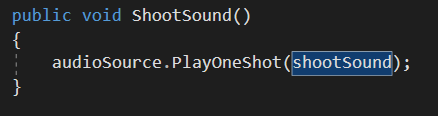 public void ShootSound()
{
audioSource.PlayOneShot(shootSound);
}